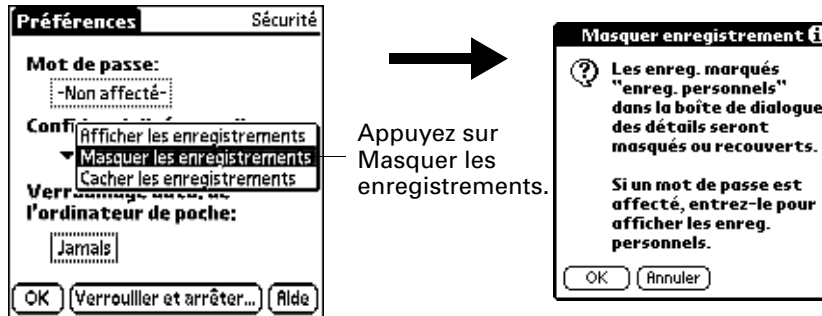 Préférences Sécurité
Mot de passe:
-Non affecté-
Afficher les enregistrements
Masquer les enregistrements
Cacher les enregistrements
l'ordinateur de poche:
Jamais
OK Verrouiller et arrêter... Aide
Appuyez sur
Masquer les
enregistrements.
Masquer enregistrement
Les enreg. marqués
"enreg. personnels"
dans la boîte de dialogue
des détails seront
masqués ou recouverts.
Si un mot de passe est
affecté, entrez-le pour
afficher les enreg.
personnels.
OK Annuler